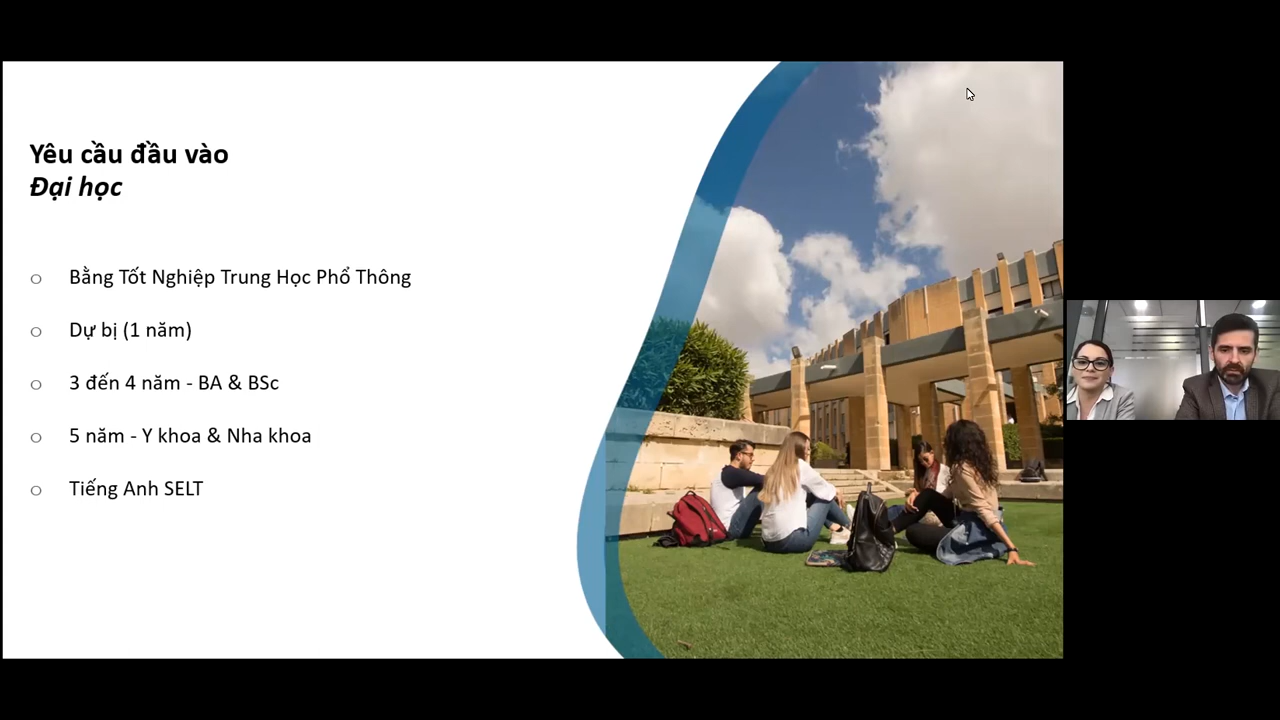 Yêu cầu đầu vào
Đại học
Bằng Tốt Nghiệp Trung Học Phổ Thông
Dự bị (1 năm)
3 đến 4 năm - BA & BSc
5 năm - Y khoa & Nha khoa
Tiếng Anh SELT